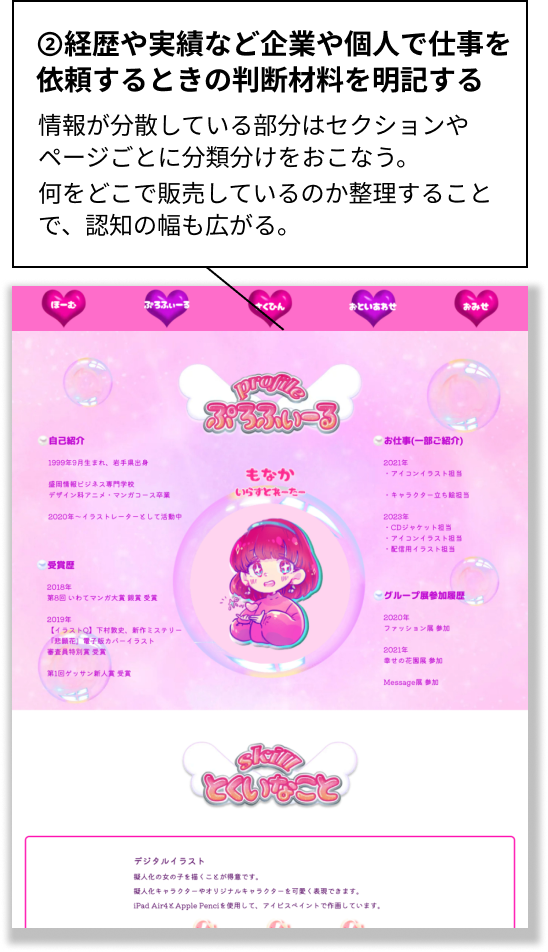 ②経歴や実績など企業や個人で仕事を
依頼するときの判断材料を明記する
情報が分散している部分はセクションや
ページごとに分類分けをおこなう。
何をどこで販売しているのか整理すること
で、認知の幅も広がる。
ほーむ
ぷろふぃーる
さくひん
おといあわせ
おみせ
profile
ぷろふぃーる
自己紹介
1999年9月生まれ、岩手県出身
盛岡情報ビジネス専門学校
デザイン科アニメ・マンガコース卒業
2020年〜イラストレーターとして活動中
受賞歴
2018年
第8回 いわてマンガ大賞 銀賞 受賞
2019年
【イラストQ】下村敦史、新作ミステリー
『悲願花』電子版カバーイラスト
審査員特別賞 受賞
第1回ゲッサン新人賞 受賞
もなか
いらすとれーたー
お仕事(一部ご紹介)
2021年
・アイコンイラスト担当
・キャラクター立ち絵担当
2023年
・CDジャケット担当
・アイコンイラスト担当
・配信用イラスト担当
グループ展参加履歴
2020年
ファッション展 参加
2021年
幸せの花園展 参加
Message展 参加
skill
とくいなこと
デジタルイラスト
擬人化の女の子を描くことが得意です。
擬人化キャラクターやオリジナルキャラクターを可愛く表現できます。
iPad Air4とApple Penciを使用して、アイビスペイントで作画しています。